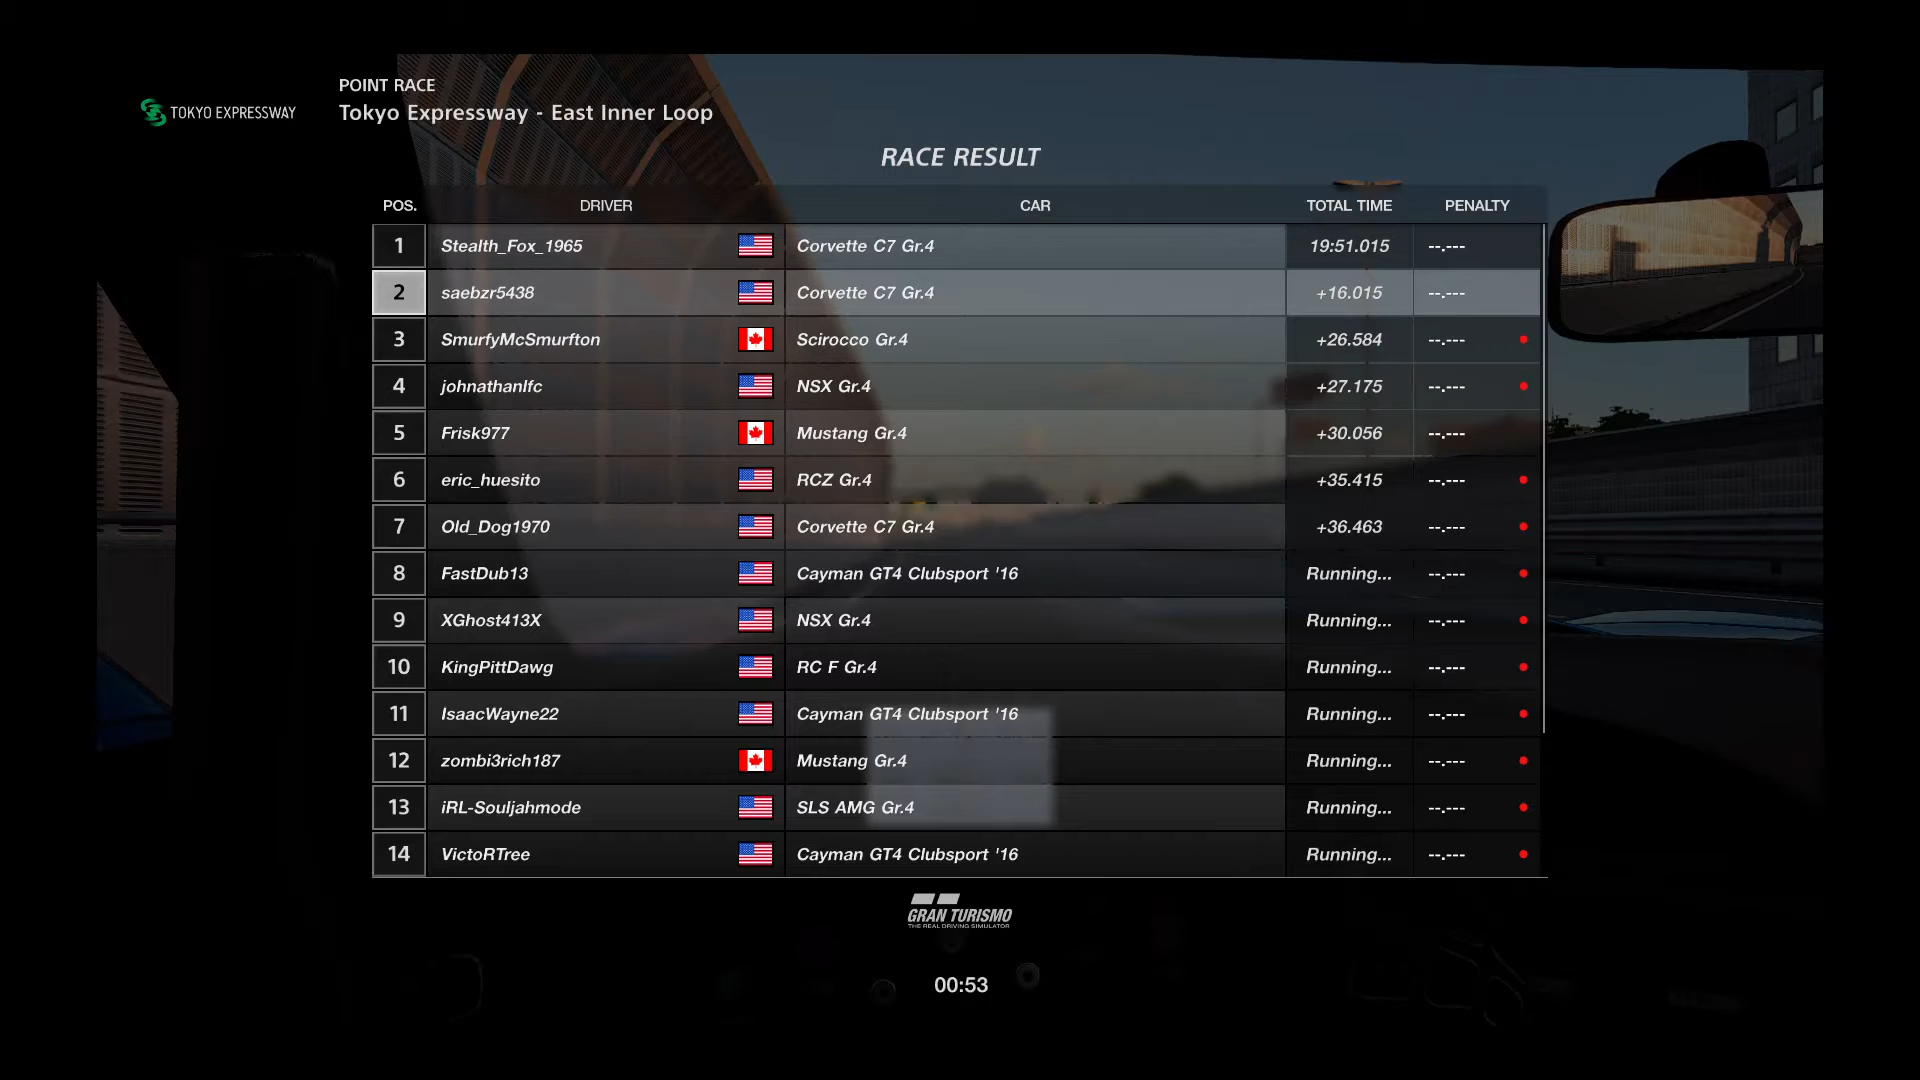 TOKYO EXPRESSWAY
POINT RACE
Tokyo Expressway - East Inner Loop
RACE RESULT
POS. DRIVER CAR TOTAL TIME PENALTY
1 Stealth_Fox_1965 Corvette C7 Gr.4 19:51.015 --.---
2 saebzr5438 Corvette C7 Gr.4 +16.015 --.---
3 SmurfyMcSmurfton Scirocco Gr.4 +26.584 --.---
4 johnathanlfc NSX Gr.4 +27.175 --.---
5 Frisk977 Mustang Gr.4 +30.056 --.---
6 eric_huesito RCZ Gr.4 +35.415 --.---
7 Old_Dog1970 Corvette C7 Gr.4 +36.463 --.---
8 FastDub13 Cayman GT4 Clubsport '16 Running... --.---
9 XGhost413X NSX Gr.4 Running... --.---
10 KingPittDawg RC F Gr.4 Running... --.---
11 IsaacWayne22 Cayman GT4 Clubsport '16 Running... --.---
12 zombi3rich187 Mustang Gr.4 Running... --.---
13 iRL-Souljahmode SLS AMG Gr.4 Running... --.---
14 VictoRTree Cayman GT4 Clubsport '16 Running... --.---
GRAN TURISMO
THE REAL DRIVING SIMULATOR
00:53